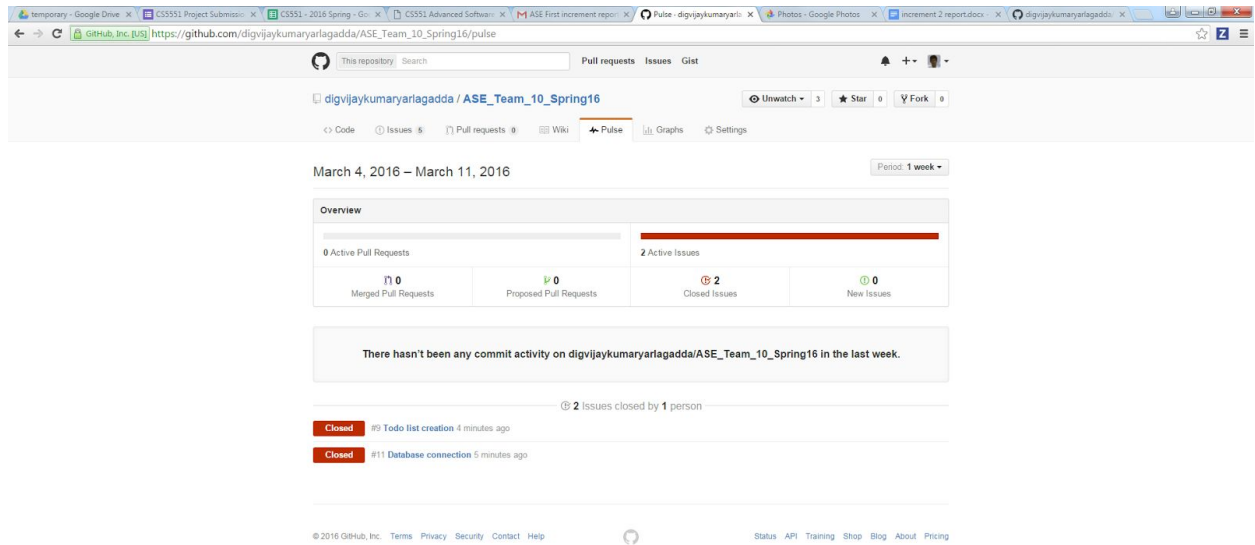 temporary - Google Drive
CS5551 Project Submissio
CS5551 - 2016 Spring - Go
CS5551 Advanced Software
ASE First increment report
Pulse - digvijaykumaryarla
Photos - Google Photos
increment 2 report.docx -
digvijaykumaryarlagadda/
GitHub, Inc. [US] https://github.com/digvijaykumaryarlagadda/ASE_Team_10_Spring16/pulse
This repository Search Pull requests Issues Gist
digvijaykumaryarlagadda / ASE_Team_10_Spring16 Unwatch 3 Star 0 Fork 0
Code Issues 5 Pull requests 0 Wiki Pulse Graphs Settings
March 4, 2016 – March 11, 2016 Period: 1 week
Overview
0 Active Pull Requests 2 Active Issues
0 0 2 0
Merged Pull Requests Proposed Pull Requests Closed Issues New Issues
There hasn't been any commit activity on digvijaykumaryarlagadda/ASE_Team_10_Spring16 in the last week.
2 Issues closed by 1 person
Closed #9 Todo list creation 4 minutes ago
Closed #11 Database connection 5 minutes ago
© 2016 GitHub, Inc. Terms Privacy Security Contact Help Status API Training Shop Blog About Pricing